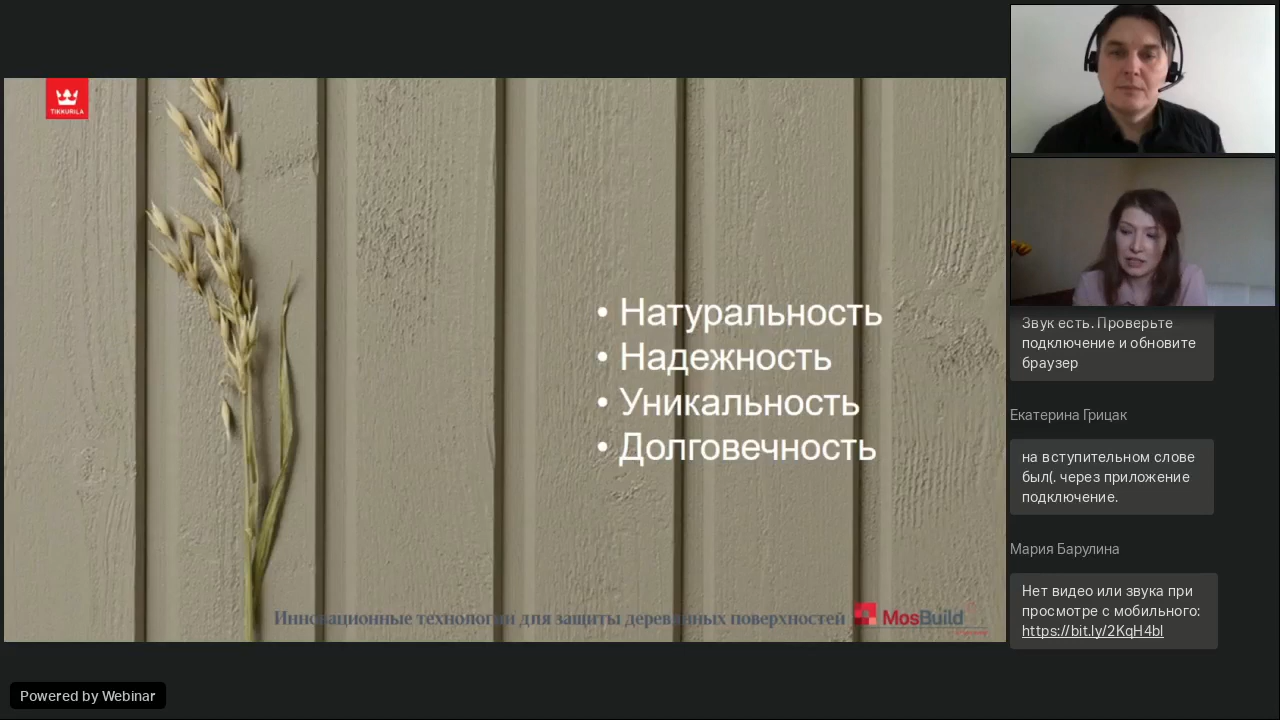 TIKKURILA
• Натуральность
• Надежность
• Уникальность
• Долговечность
Инновационные технологии для защиты деревянных поверхностей
MosBuild
Звук есть. Проверьте
подключение и обновите
браузер
Екатерина Грицак
на вступительном слове
был(. через приложение
подключение.
Мария Барулина
Нет видео или звука при
просмотре с мобильного:
https://bit.ly/2KqH4bl
Powered by Webinar